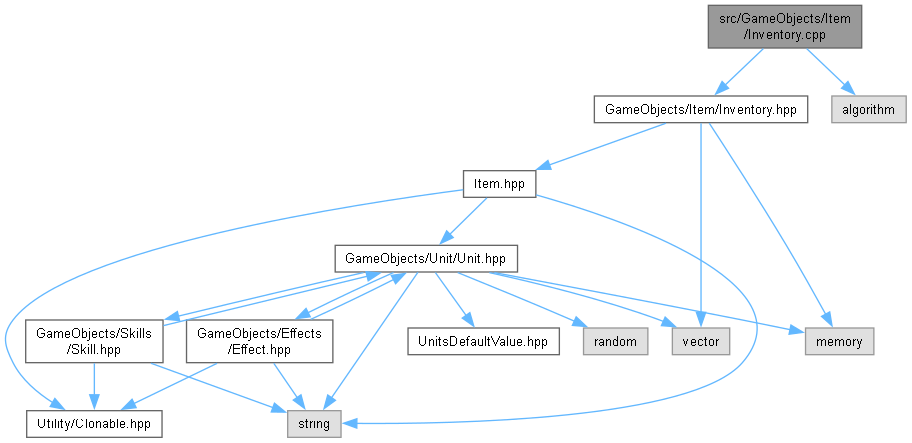 src/GameObjects/Item
/Inventory.cpp
GameObjects/Item/Inventory.hpp
algorithm
Item.hpp
GameObjects/Unit/Unit.hpp
GameObjects/Skills
/Skill.hpp
GameObjects/Effects
/Effect.hpp
UnitsDefaultValue.hpp
random
vector
memory
Utility/Clonable.hpp
string